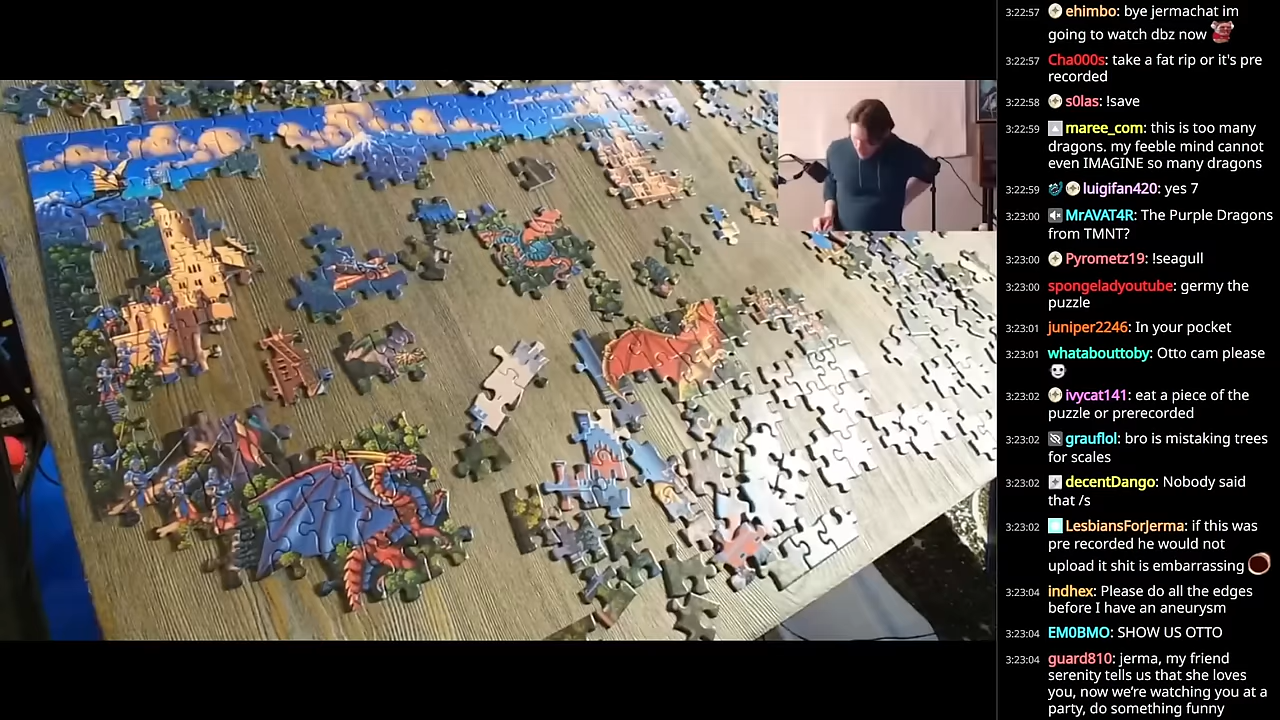 3:22:57 ehimbo: bye jermachat im
going to watch dbz now
3:22:57 Cha000s: take a fat rip or it's pre
recorded
3:22:58 s0las: !save
3:22:59 maree_com: this is too many
dragons. my feeble mind cannot
even IMAGINE so many dragons
3:22:59 luigifan420: yes 7
3:23:00 MrAVAT4R: The Purple Dragons
from TMNT?
3:23:00 Pyrometz19: !seagull
3:23:00 spongeladyoutube: germy the
puzzle
3:23:01 juniper2246: In your pocket
3:23:01 whatabouttoby: Otto cam please
3:23:02 ivycat141: eat a piece of the
puzzle or prerecorded
3:23:02 grauflol: bro is mistaking trees
for scales
3:23:02 decentDango: Nobody said
that /s
3:23:02 LesbiansForJerma: if this was
pre recorded he would not
upload it shit is embarrassing
3:23:04 indhex: Please do all the edges
before I have an aneurysm
3:23:04 EM0BMO: SHOW US OTTO
3:23:04 guard810: jerma, my friend
serenity tells us that she loves
you, now we're watching you at a
party, do something funny